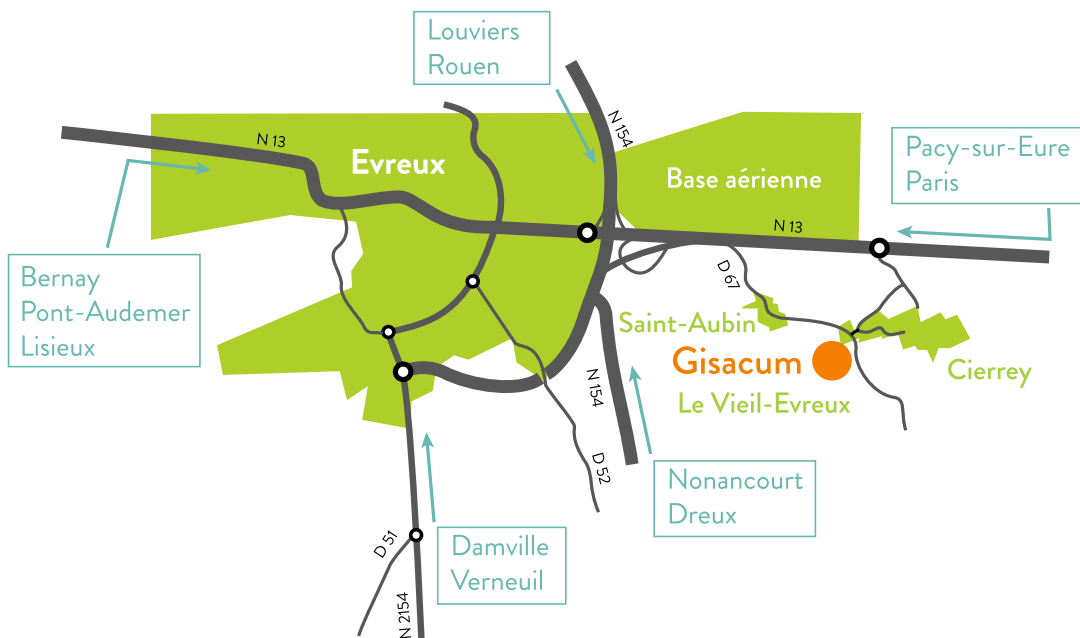 Louviers
Rouen
N 154
N 13
Evreux
Base aérienne
Pacy-sur-Eure
Paris
N 13
Bernay
Pont-Audemer
Lisieux
D 67
Saint-Aubin
Gisacum
Cierrey
Le Vieil-Evreux
N 154
D 52
Nonancourt
Dreux
D 51
Damville
Verneuil
N 2154